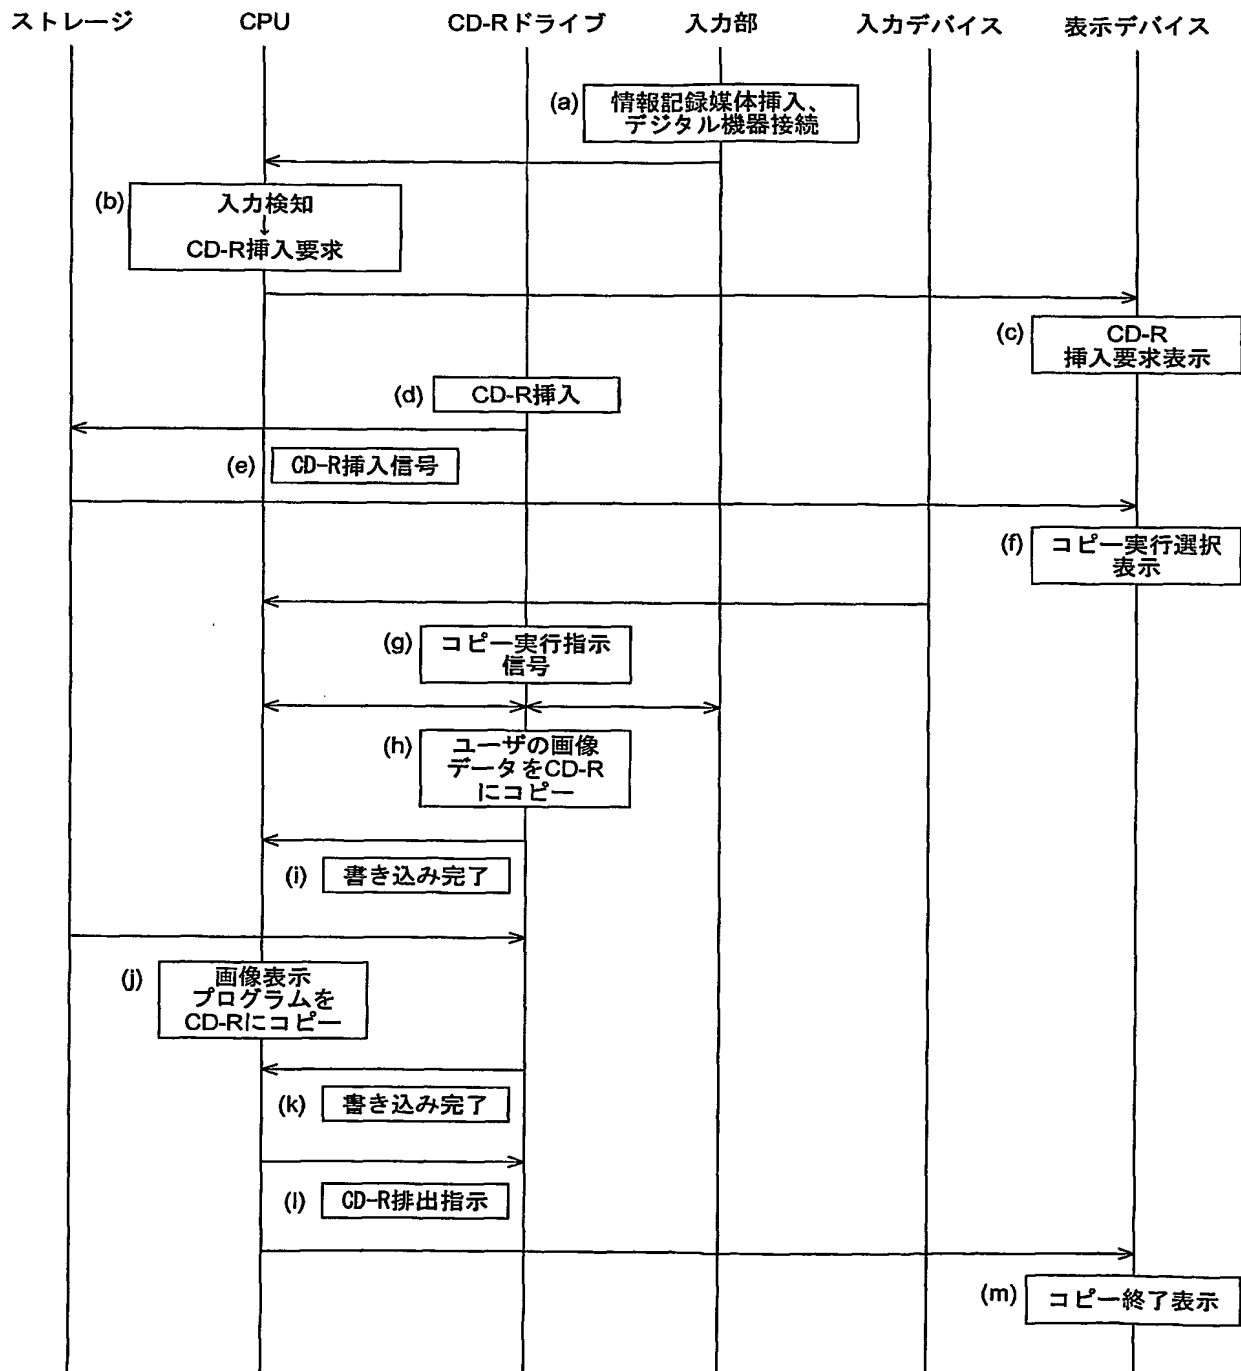 ストレージ
CPU
CD-Rドライブ
入力部
入力デバイス
表示デバイス
(a)
情報記録媒体挿入、
デジタル機器接続
(b)
入力検知
↓
CD-R挿入要求
(c)
CD-R
挿入要求表示
(d)
CD-R挿入
(e)
CD-R挿入信号
(f)
コピー実行選択
表示
(g)
コピー実行指示
信号
(h)
ユーザの画像
データをCD-R
にコピー
(i)
書き込み完了
(j)
画像表示
プログラムを
CD-Rにコピー
(k)
書き込み完了
(l)
CD-R排出指示
(m)
コピー終了表示